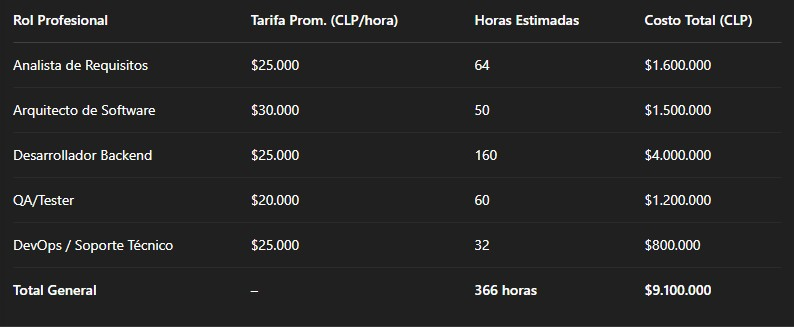 Rol Profesional Tarifa Prom. (CLP/hora) Horas Estimadas Costo Total (CLP)
Analista de Requisitos $25.000 64 $1.600.000
Arquitecto de Software $30.000 50 $1.500.000
Desarrollador Backend $25.000 160 $4.000.000
QA/Tester $20.000 60 $1.200.000
DevOps / Soporte Técnico $25.000 32 $800.000
Total General – 366 horas $9.100.000